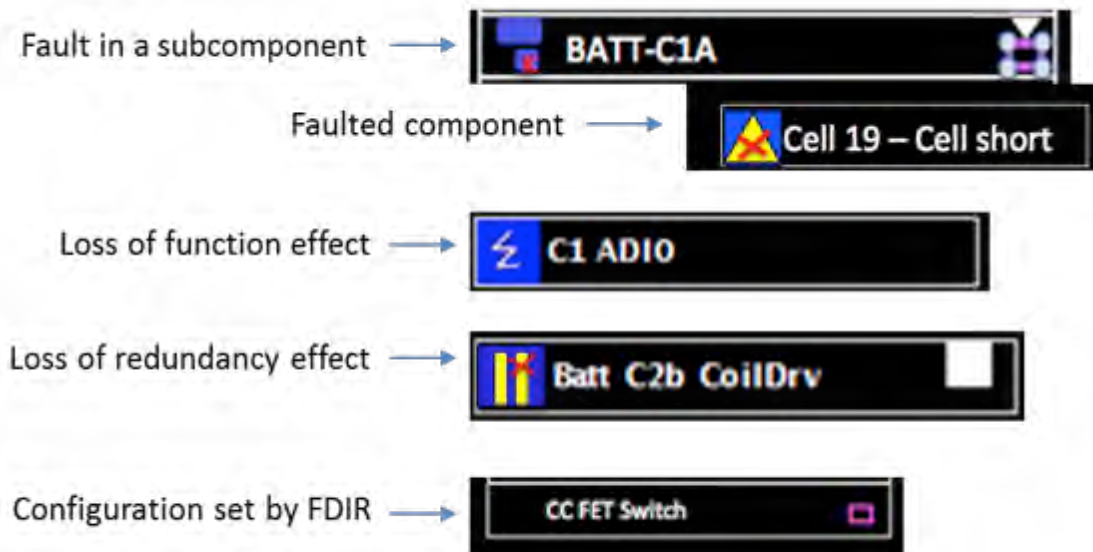 Fault in a subcomponent
BATT-C1A
Faulted component
Cell 19 – Cell short
Loss of function effect
C1 ADIO
Loss of redundancy effect
Batt C2b CoilDrv
Configuration set by FDIR
CC FET Switch